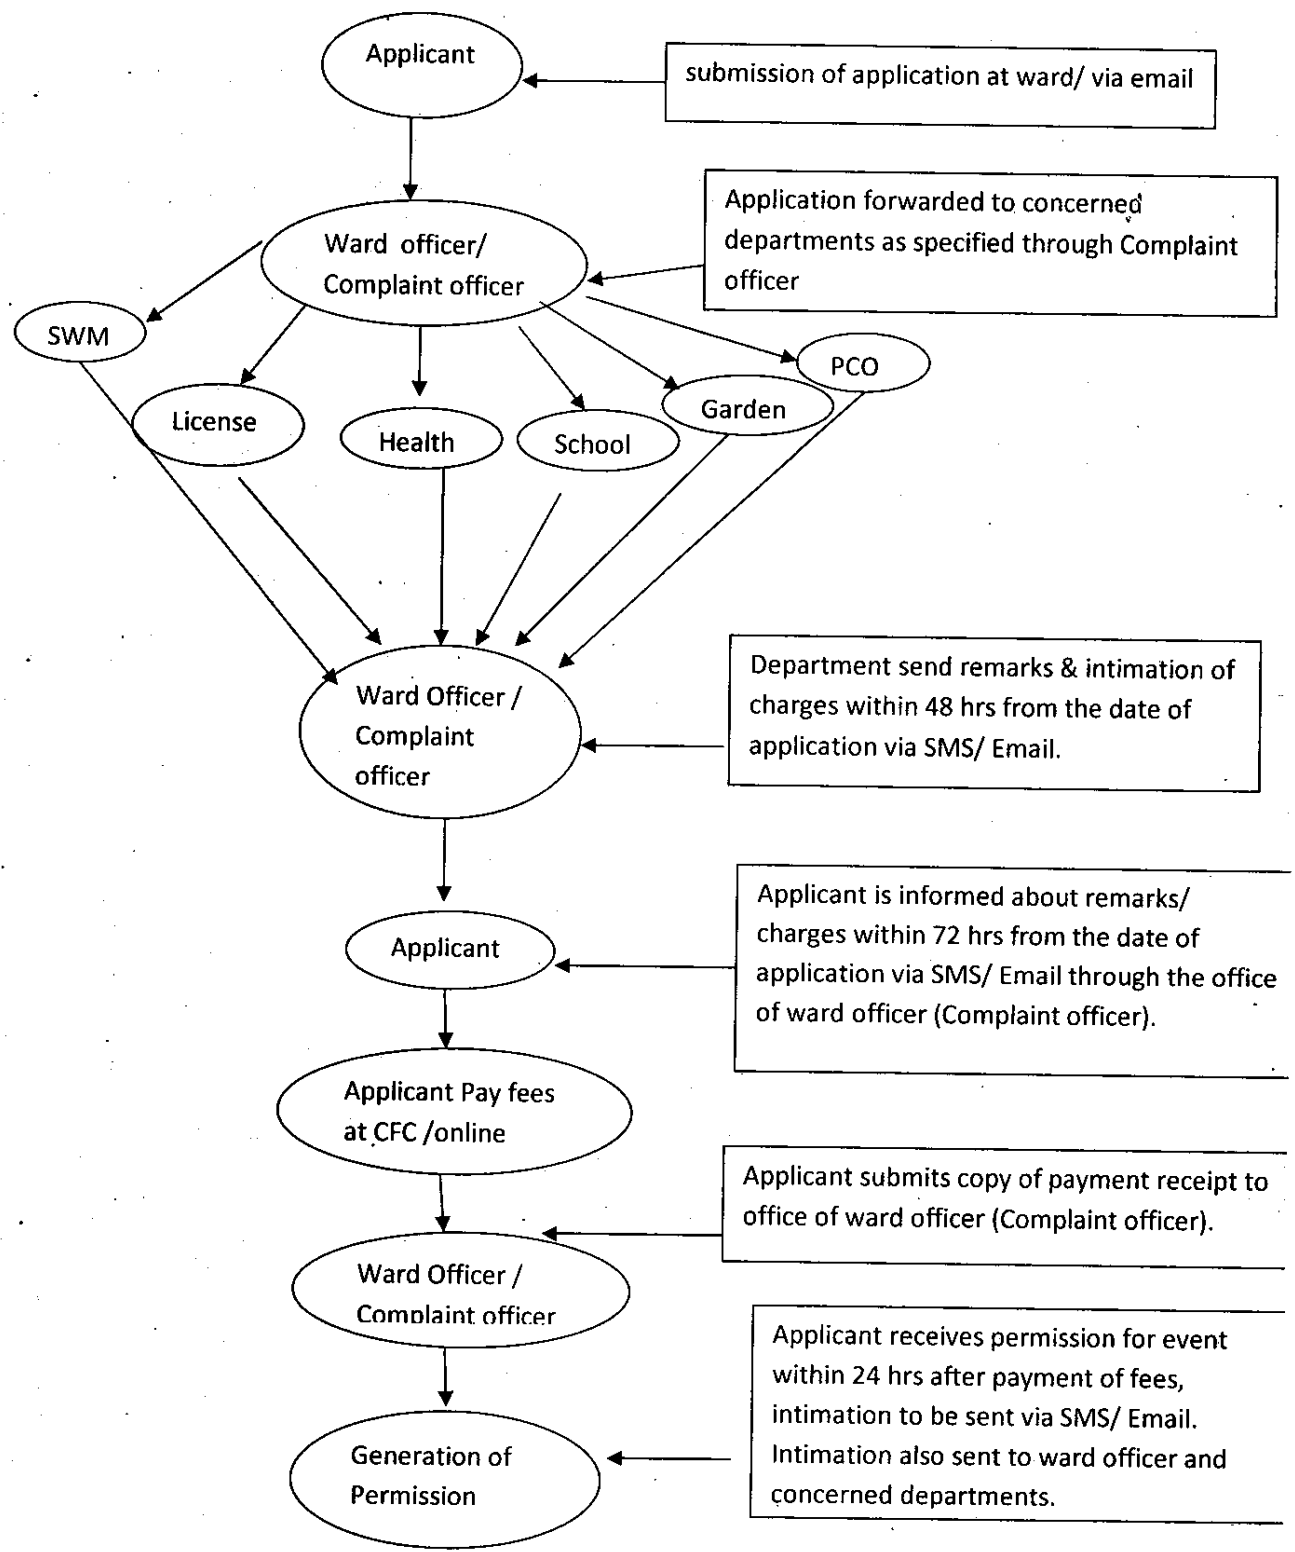 Applicant
submission of application at ward/ via email
Application forwarded to concerned
departments as specified through Complaint
officer
Ward officer/
Complaint officer
SWM
License
Health
School
Garden
PCO
Ward Officer /
Complaint
officer
Department send remarks & intimation of
charges within 48 hrs from the date of
application via SMS/ Email.
Applicant
Applicant is informed about remarks/
charges within 72 hrs from the date of
application via SMS/ Email through the office
of ward officer (Complaint officer).
Applicant Pay fees
at CFC /online
Applicant submits copy of payment receipt to
office of ward officer (Complaint officer).
Ward Officer /
Complaint officer
Applicant receives permission for event
within 24 hrs after payment of fees,
intimation to be sent via SMS/ Email.
Intimation also sent to ward officer and
concerned departments.
Generation of
Permission